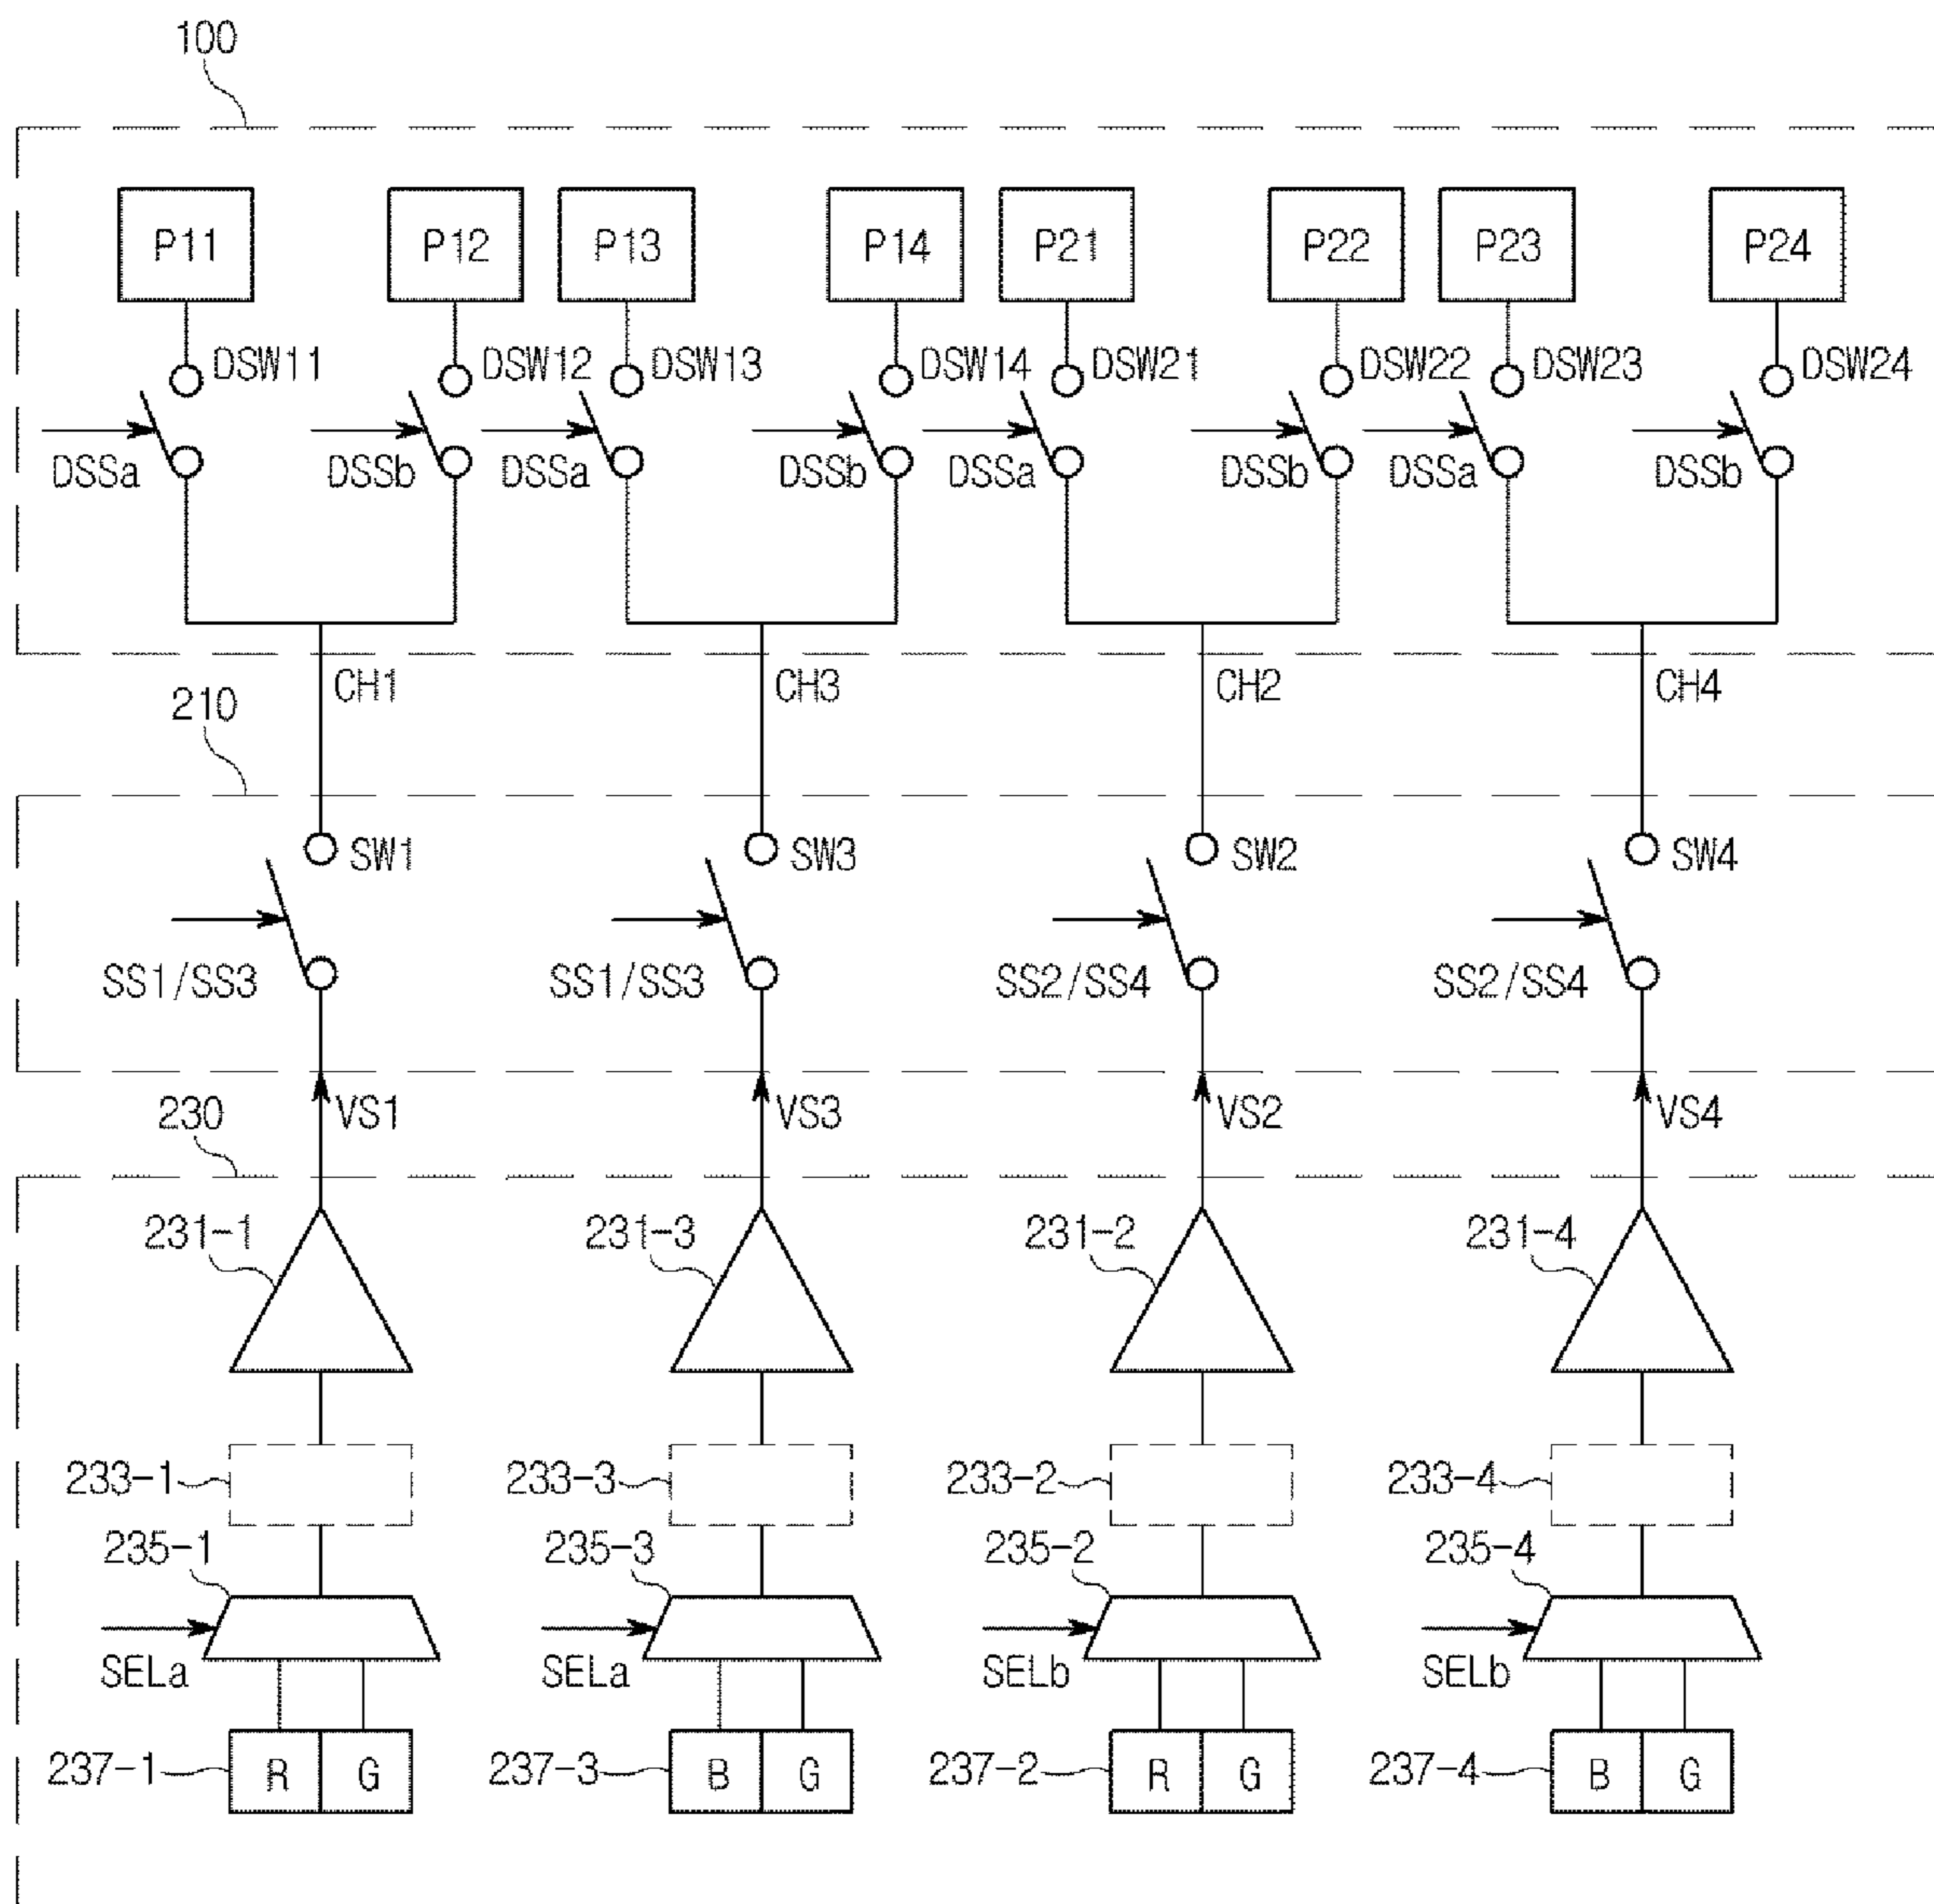 100
P11 P12 P13 P14 P21 P22 P23 P24
DSW11 DSW12 DSW13 DSW14 DSW21 DSW22 DSW23 DSW24
DSSa DSSb DSSa DSSb DSSa DSSb DSSa DSSb
CH1 CH3 CH2 CH4
210
SW1 SW3 SW2 SW4
SS1/SS3 SS1/SS3 SS2/SS4 SS2/SS4
VS1 VS3 VS2 VS4
230
231-1 231-3 231-2 231-4
233-1 233-3 233-2 233-4
235-1 235-3 235-2 235-4
SELa SELa SELb SELb
237-1 R G 237-3 B G 237-2 R G 237-4 B G